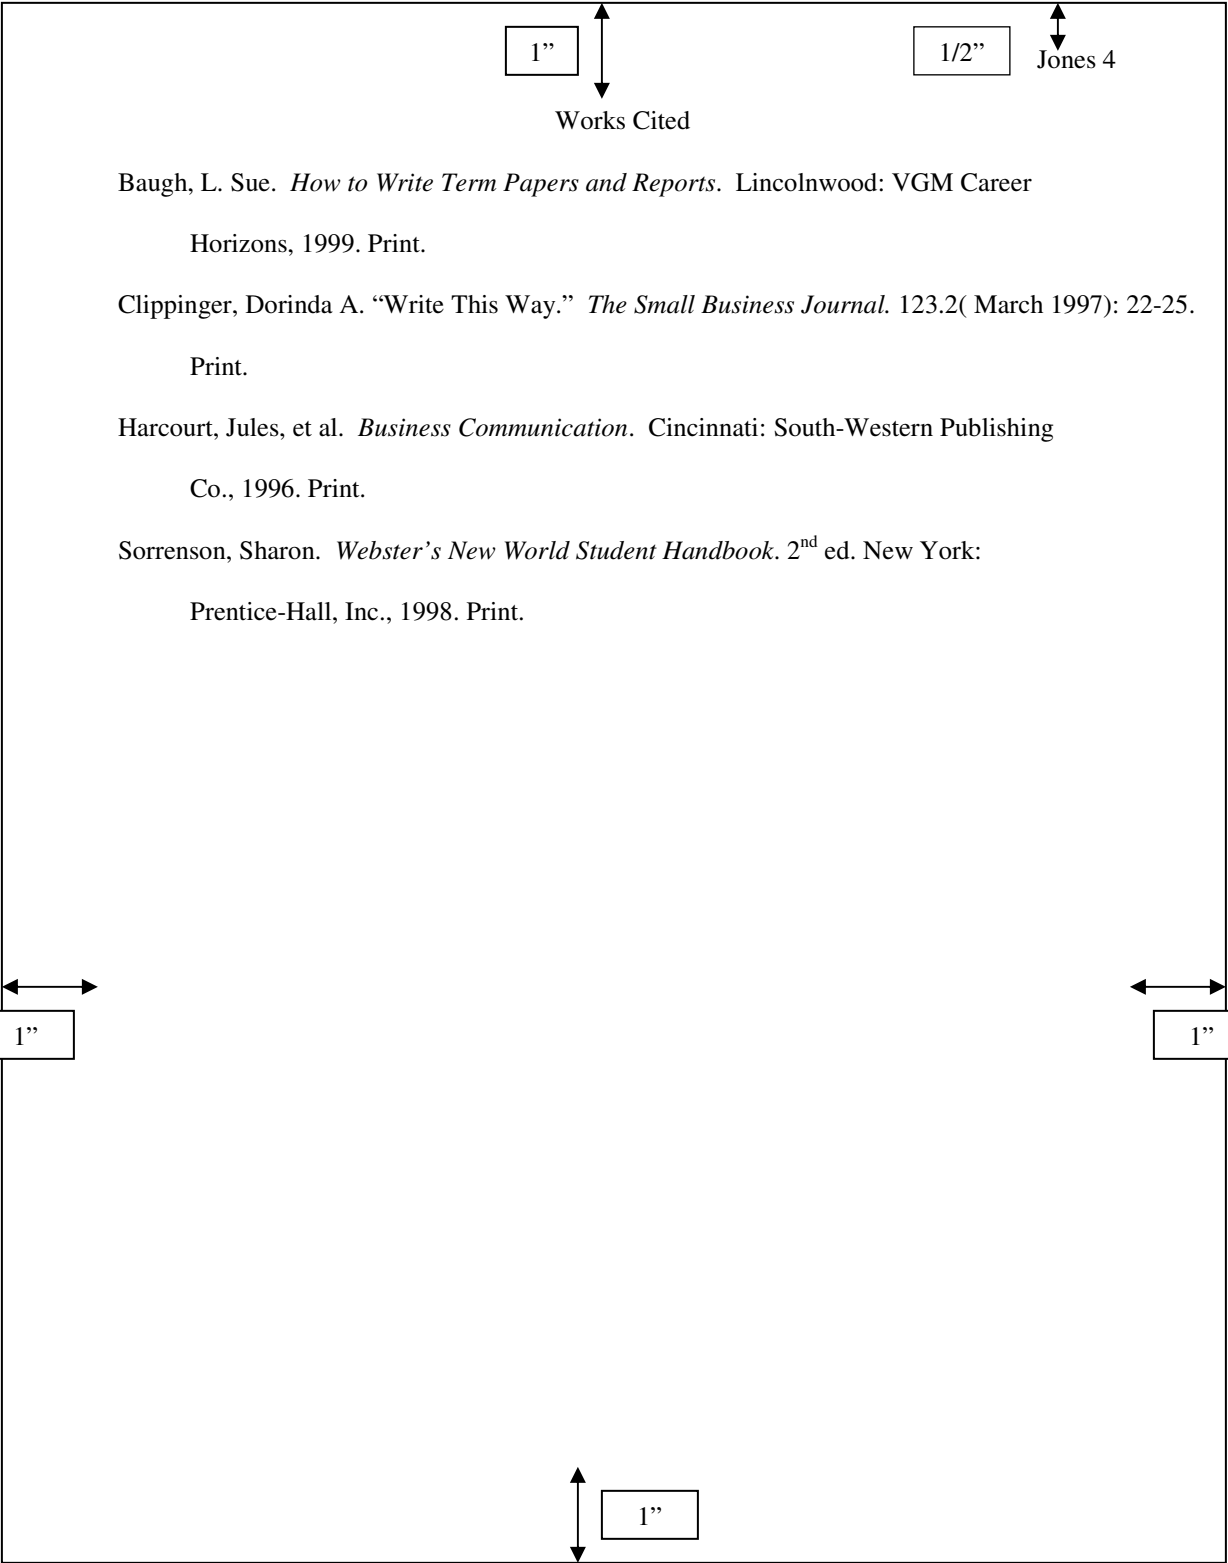 1”
1/2”
Jones 4
Works Cited
Baugh, L. Sue.  How to Write Term Papers and Reports.  Lincolnwood: VGM Career
Horizons, 1999. Print.
Clippinger, Dorinda A. “Write This Way.”  The Small Business Journal. 123.2( March 1997): 22-25.
Print.
Harcourt, Jules, et al.  Business Communication.  Cincinnati: South-Western Publishing
Co., 1996. Print.
Sorrenson, Sharon.  Webster’s New World Student Handbook. 2nd ed. New York:
Prentice-Hall, Inc., 1998. Print.
1”
1”
1”